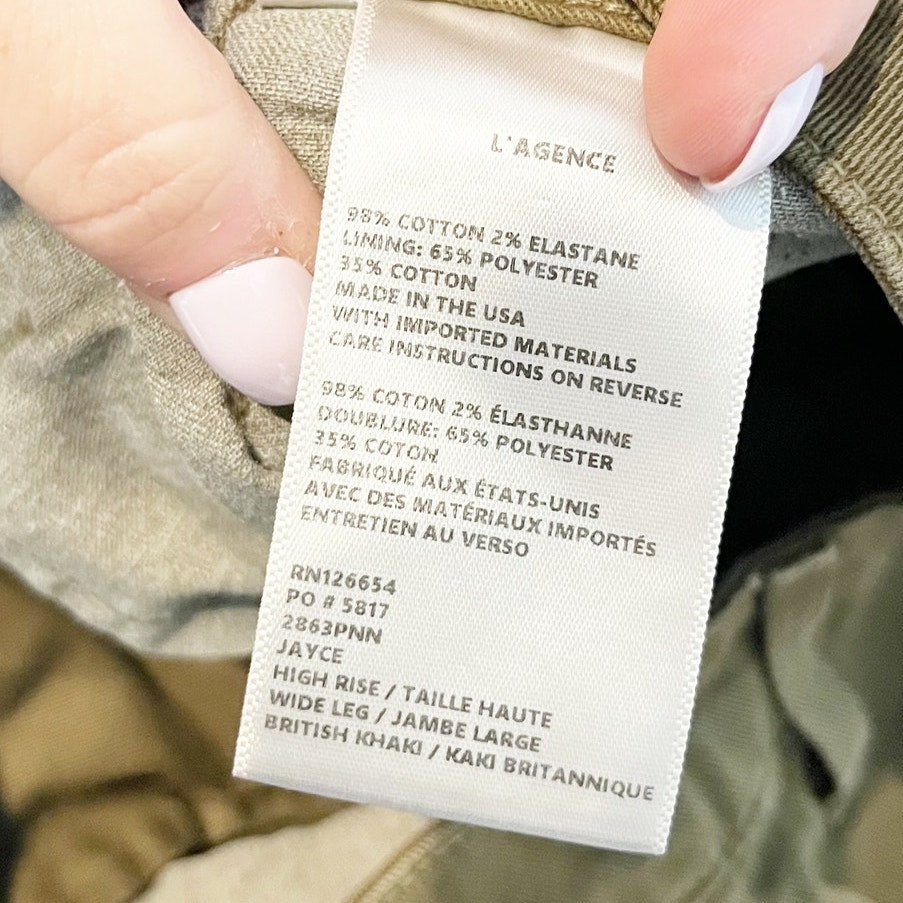 L'AGENCE
98% COTTON 2% ELASTANE
LINING: 65% POLYESTER
35% COTTON
MADE IN THE USA
WITH IMPORTED MATERIALS
CARE INSTRUCTIONS ON REVERSE
98% COTON 2% ÉLASTHANNE
DOUBLURE: 65% POLYESTER
35% COTON
FABRIQUÉ AUX ÉTATS-UNIS
AVEC DES MATÉRIAUX IMPORTÉS
ENTRETIEN AU VERSO
RN126654
PO # 5817
2863PNN
JAYCE
HIGH RISE / TAILLE HAUTE
WIDE LEG / JAMBE LARGE
BRITISH KHAKI / KAKI BRITANNIQUE